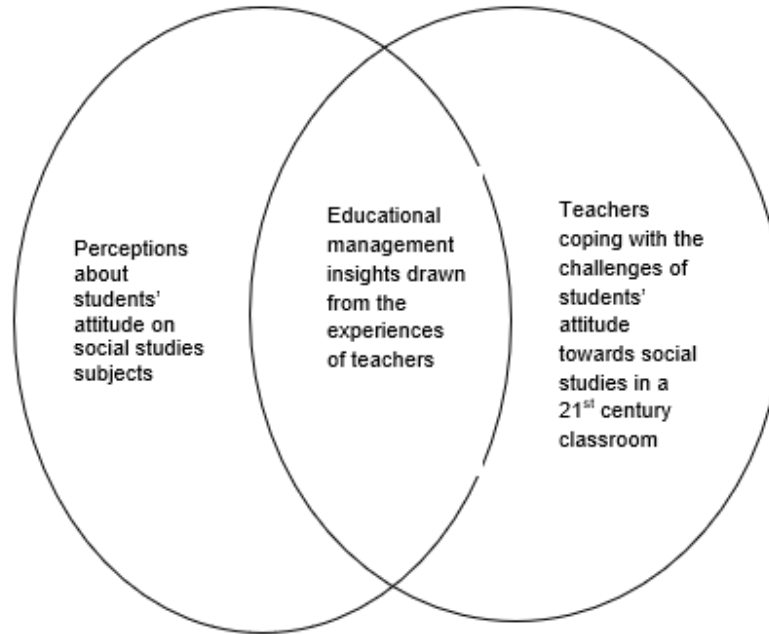 Perceptions
about
students’
attitude on
social studies
subjects
Educational
management
insights drawn
from the
experiences
of teachers
Teachers
coping with the
challenges of
students’
attitude
towards social
studies in a
21st century
classroom